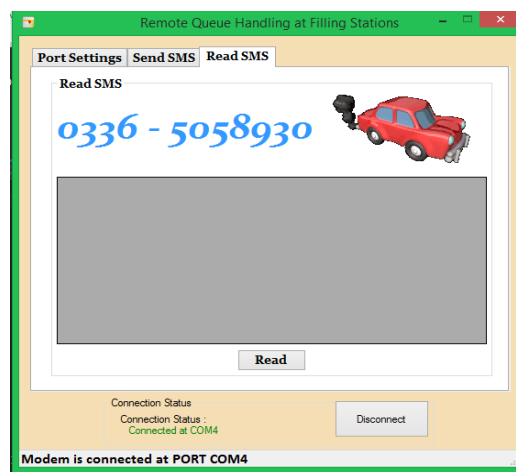 Remote Queue Handling at Filling Stations
Port Settings Send SMS Read SMS
Read SMS
0336 - 5058930
Read
Connection Status
Connection Status :
Connected at COM4
Disconnect
Modem is connected at PORT COM4